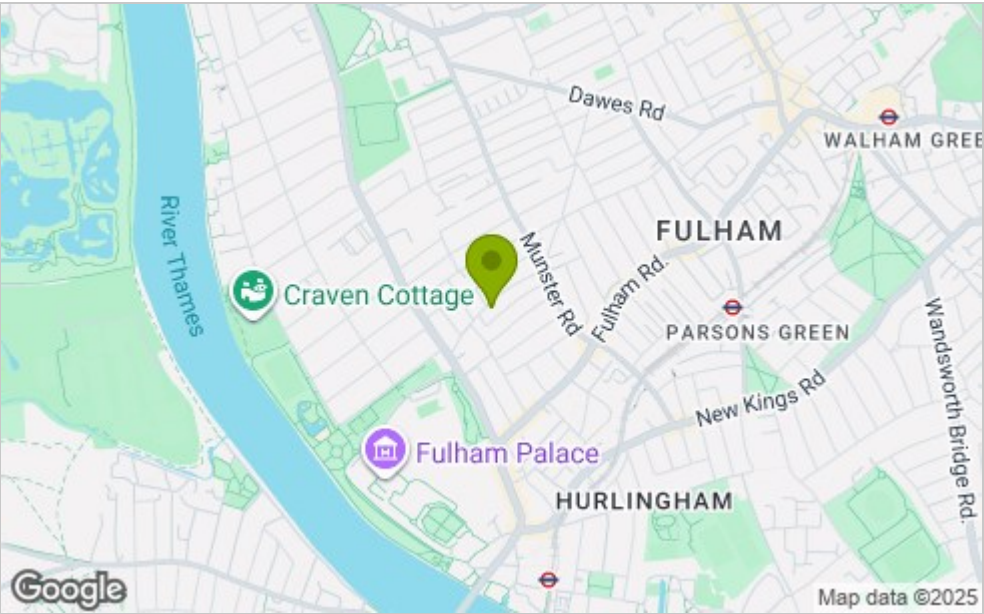 Dawes Rd
WALHAM GREE
River Thames
FULHAM
Munster Rd
Fulham Rd.
Craven Cottage
PARSONS GREEN
Wandsworth Bridge Rd.
New Kings Rd
Fulham Palace
HURLINGHAM
Google
Map data ©2025